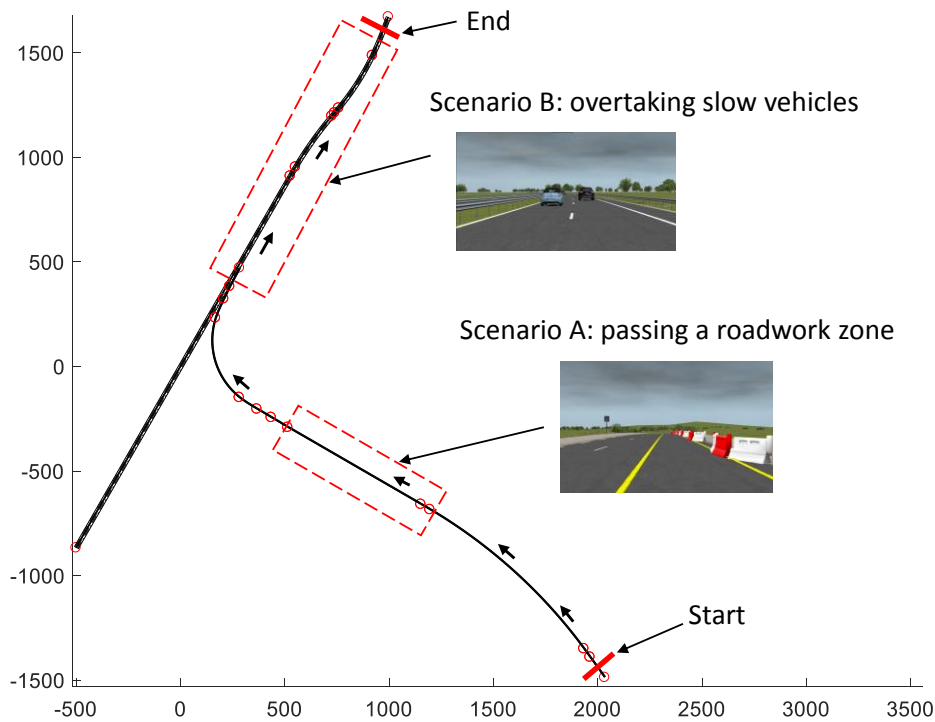 End
1500
Scenario B: overtaking slow vehicles
1000
500
Scenario A: passing a roadwork zone
0
-500
-1000
Start
-1500
-500 0 500 1000 1500 2000 2500 3000 3500